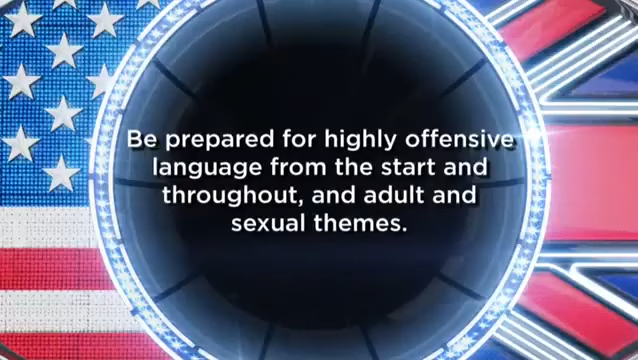 Be prepared for highly offensive
language from the start and
throughout, and adult and
sexual themes.